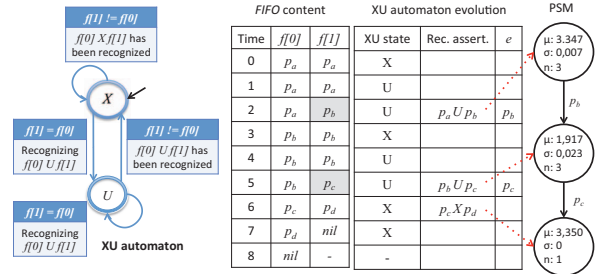 f[1] != f[0]
f[0] X f[1] has
been recognized
X
f[1] = f[0]
Recognizing
f[0] U f[1]
f[1] != f[0]
f[0] U f[1] has
been recognized
U
f[1] = f[0]
Recognizing
f[0] U f[1]
XU automaton
FIFO content
Time f[0] f[1]
0 pa pa
1 pa pa
2 pa pb
3 pb pb
4 pb pb
5 pb pc
6 pc pd
7 pd nil
8 nil -
XU automaton evolution
XU state Rec. assert. e
X
U
U pa U pb pb
X
U
U pb U pc pc
X pc X pd
X
-
PSM
μ: 3.347
σ: 0,007
n: 3
pb
μ: 1,917
σ: 0,023
n: 3
pc
μ: 3,350
σ: 0
n: 1